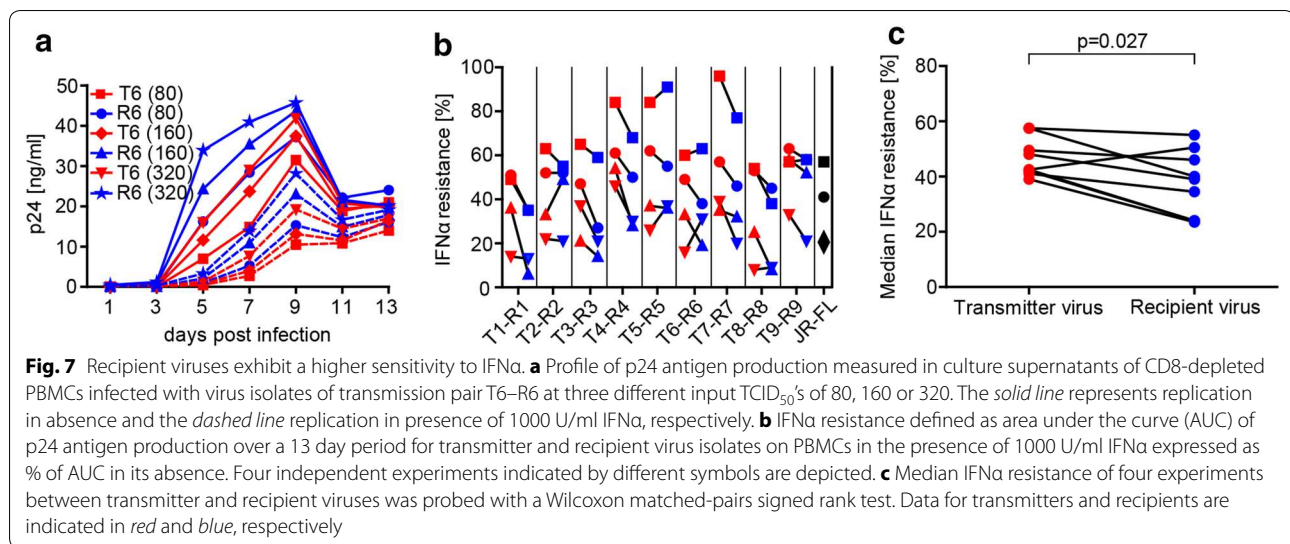 a
50
40
30
20
10
0
p24 [ng/ml]
T6 (80)
R6 (80)
T6 (160)
R6 (160)
T6 (320)
R6 (320)
1 3 5 7 9 11 13
days post infection
b
100
80
60
40
20
0
IFNα resistance [%]
T1-R1
T2-R2
T3-R3
T4-R4
T5-R5
T6-R6
T7-R7
T8-R8
T9-R9
JR-FL
c
p=0.027
80
60
40
20
0
Median IFNα resistance [%]
Transmitter virus Recipient virus
Fig. 7 Recipient viruses exhibit a higher sensitivity to IFNα. a Profile of p24 antigen production measured in culture supernatants of CD8-depleted
PBMCs infected with virus isolates of transmission pair T6–R6 at three different input TCID50's of 80, 160 or 320. The solid line represents replication
in absence and the dashed line replication in presence of 1000 U/ml IFNα, respectively. b IFNα resistance defined as area under the curve (AUC) of
p24 antigen production over a 13 day period for transmitter and recipient virus isolates on PBMCs in the presence of 1000 U/ml IFNα expressed as
% of AUC in its absence. Four independent experiments indicated by different symbols are depicted. c Median IFNα resistance of four experiments
between transmitter and recipient viruses was probed with a Wilcoxon matched-pairs signed rank test. Data for transmitters and recipients are
indicated in red and blue, respectively